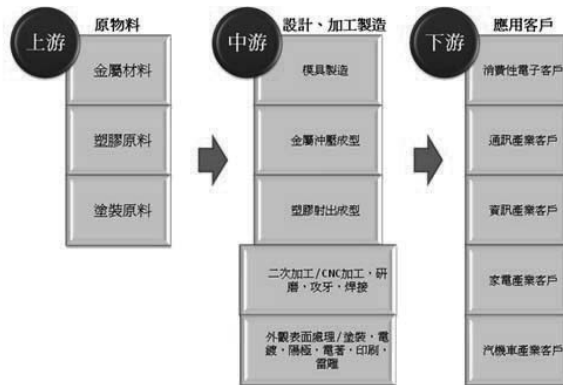 上游
原物料
金屬材料
塑膠原料
塗裝原料
中游
設計、加工製造
模具製造
金屬沖壓成型
塑膠射出成型
二次加工/CNC加工，研
磨，攻牙，焊接
外觀表面處理/塗裝，電
鍍，陽極，電著，印刷，
雷雕
下游
應用客戶
消費性電子客戶
通訊產業客戶
資訊產業客戶
家電產業客戶
汽機車產業客戶